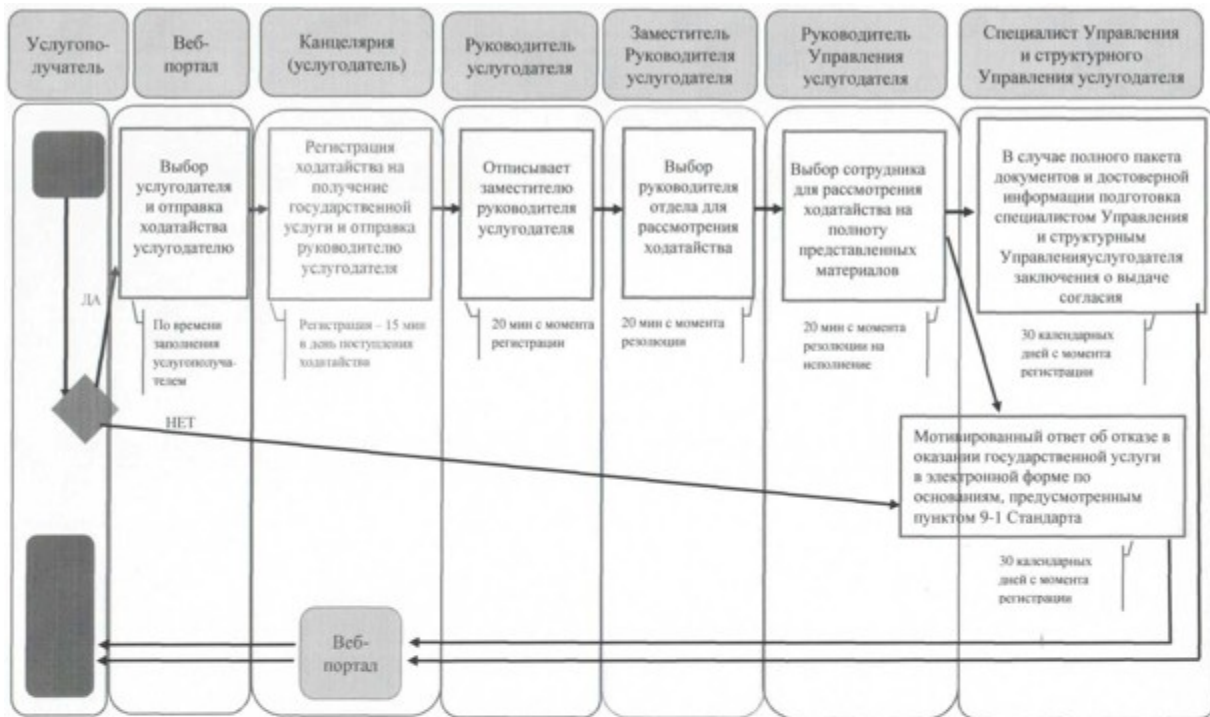 Услугопо-
лучатель
Веб-
портал
Канцелярия
(услугодатель)
Руководитель
услугодателя
Заместитель
Руководителя
услугодателя
Руководитель
Управления
услугодателя
Специалист Управления
и структурного
Управления услугодателя
Выбор
услугодателя
и отправка
ходатайства
услугодателю
Регистрация
ходатайства на
получение
государственной
услуги и отправка
руководителю
услугодателя
Отписывает
заместителю
руководителя
услугодателя
Выбор
руководителя
отдела для
рассмотрения
ходатайства
Выбор сотрудника
для рассмотрения
ходатайства на
полноту
представленных
материалов
В случае полного пакета
документов и достоверной
информации подготовка
специалистом Управления
и структурным
Управленияуслугодателя
заключения о выдаче
согласия
ДА
По времени
заполнения
услугополуча-
телем
Регистрация – 15 мин
в день поступления
ходатайства
20 мин с момента
регистрации
20 мин с момента
резолюции
20 мин с момента
резолюции на
исполнение
30 календарных
дней с момента
регистрации
НЕТ
Мотивированный ответ об отказе в
оказании государственной услуги
в электронной форме по
основаниям, предусмотренным
пунктом 9-1 Стандарта
30 календарных
дней с момента
регистрации
Веб-
портал